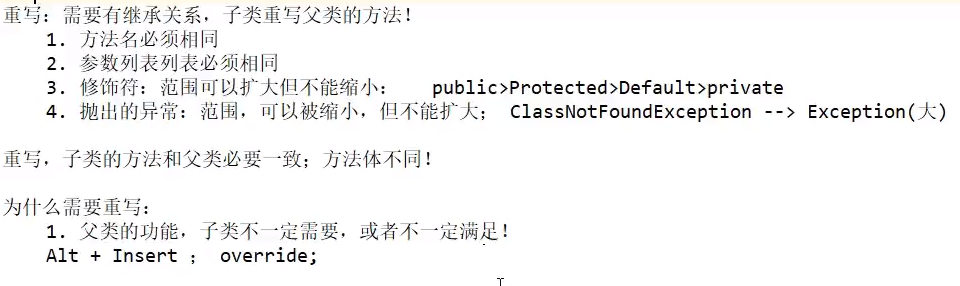 重写：需要有继承关系，子类重写父类的方法！
1. 方法名必须相同
2. 参数列表列表必须相同
3. 修饰符：范围可以扩大但不能缩小： public>Protected>Default>private
4. 抛出的异常：范围，可以被缩小，但不能扩大； ClassNotFoundException --> Exception(大)
重写，子类的方法和父类必要一致；方法体不同！
为什么需要重写：
1. 父类的功能，子类不一定需要，或者不一定满足！
Alt + Insert ； override;